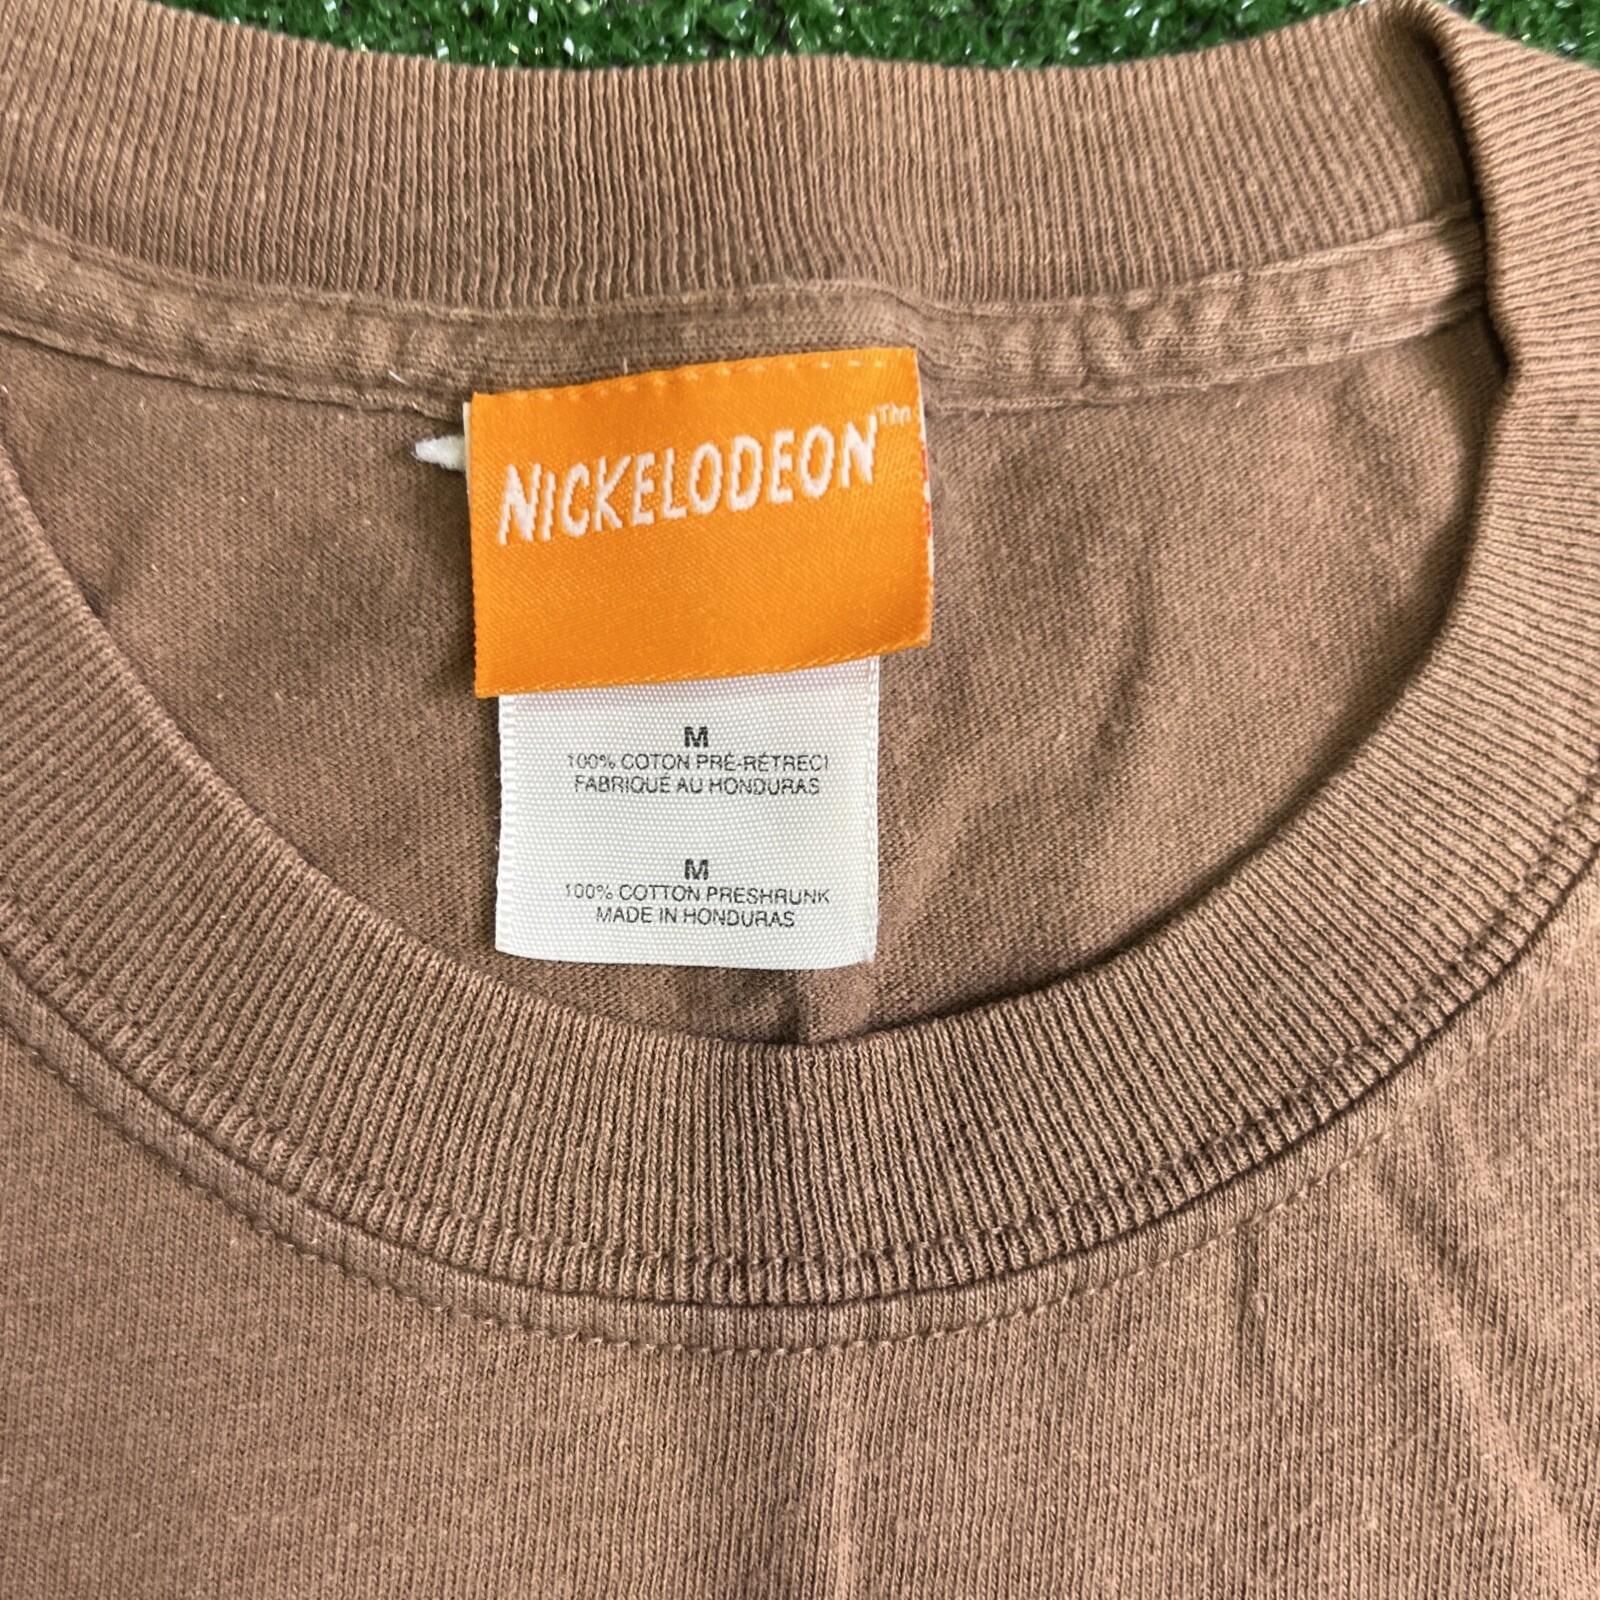 NICKELODEON™
M
100% COTON PRÉ-RÉTRECI
FABRIQUÉ AU HONDURAS
M
100% COTTON PRESHRUNK
MADE IN HONDURAS